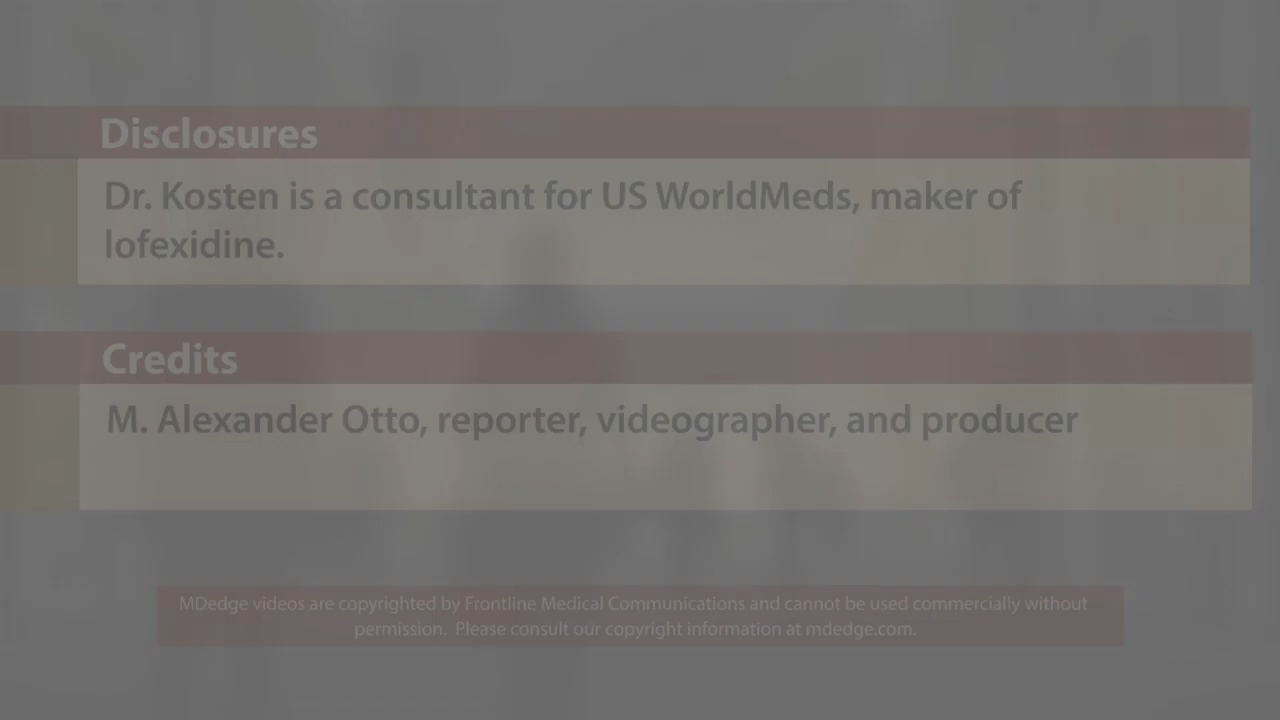 Disclosures
Dr. Kosten is a consultant for US WorldMeds, maker of
lofexidine.
Credits
M. Alexander Otto, reporter, videographer, and producer
MDedge videos are copyrighted by Frontline Medical Communications and cannot be used commercially without
permission.  Please consult our copyright information at mdedge.com.